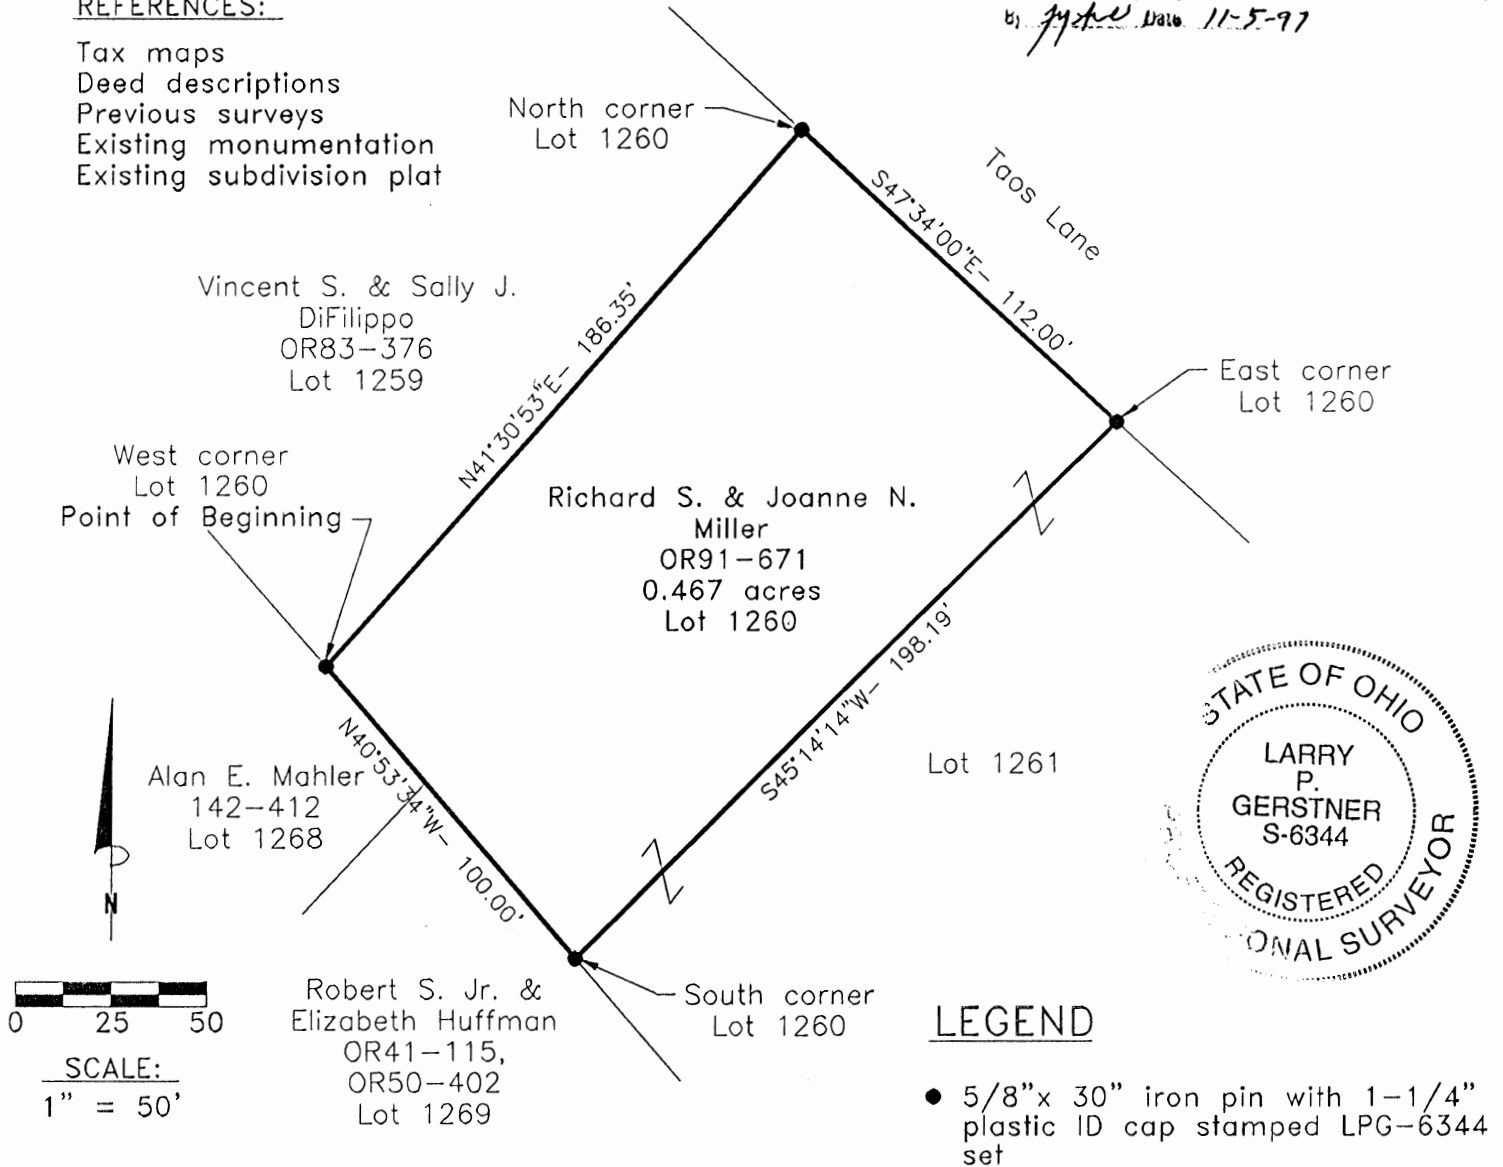 REFERENCES:
Tax maps
Deed descriptions
Previous surveys
Existing monumentation
Existing subdivision plat
Date 11-5-97
North corner
Lot 1260
Taos Lane
S47°34'00"E- 112.00'
Vincent S. & Sally J.
DiFilippo
OR83-376
Lot 1259
N41°30'53"E- 186.35'
East corner
Lot 1260
West corner
Lot 1260
Point of Beginning
Richard S. & Joanne N.
Miller
OR91-671
0.467 acres
Lot 1260
S45°14'14"W- 198.19'
Lot 1261
N40°53'34"W- 100.00'
Alan E. Mahler
142-412
Lot 1268
N
0 25 50
SCALE:
1" = 50'
Robert S. Jr. &
Elizabeth Huffman
OR41-115,
OR50-402
Lot 1269
South corner
Lot 1260
STATE OF OHIO
LARRY
P.
GERSTNER
S-6344
REGISTERED
ONAL SURVEYOR
LEGEND
5/8"x 30" iron pin with 1-1/4"
plastic ID cap stamped LPG-6344
set